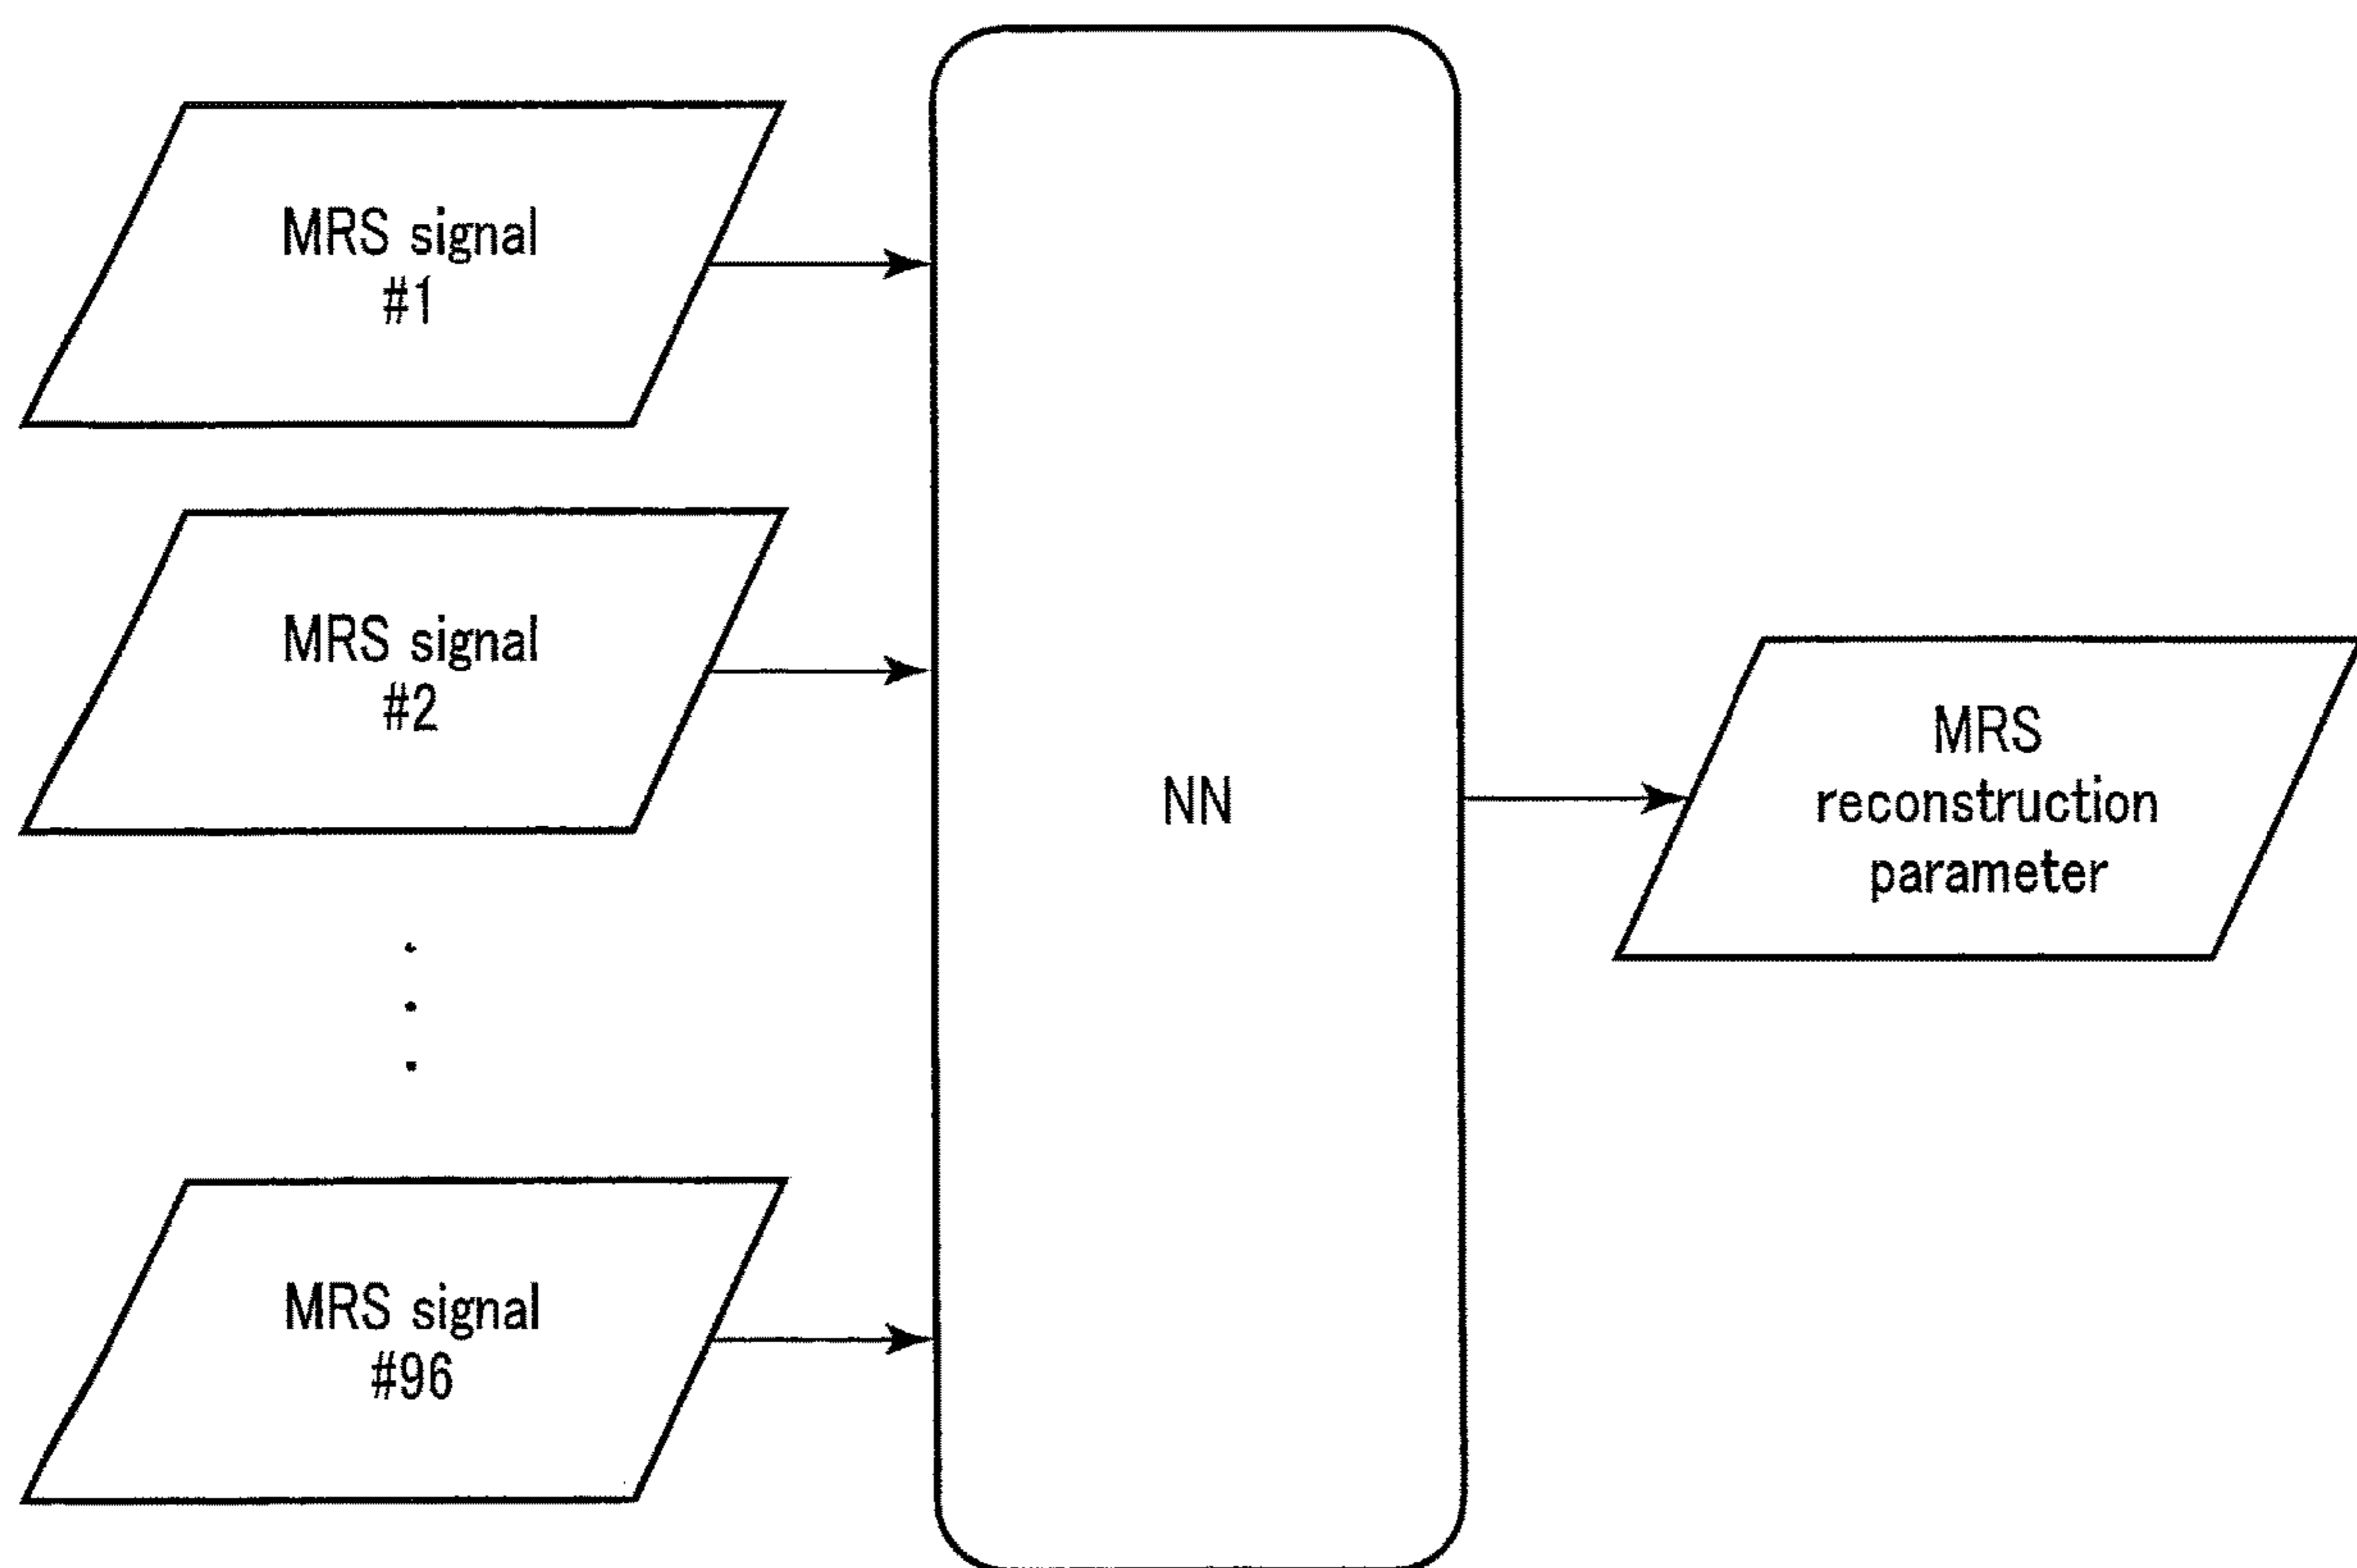 MRS signal
#1
MRS signal
#2
MRS signal
#96
NN
MRS
reconstruction
parameter